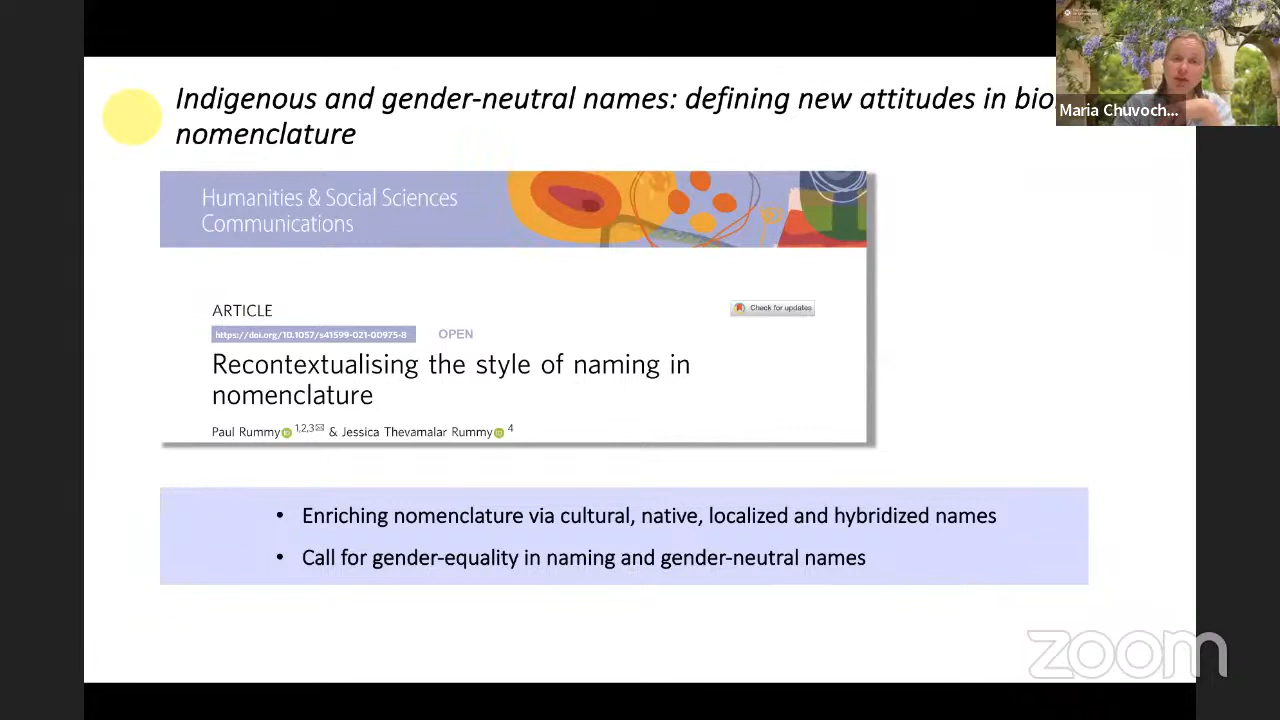 Indigenous and gender-neutral names: defining new attitudes in bio
nomenclature
Maria Chuvoch...
Humanities & Social Sciences
Communications
ARTICLE
Check for updates
https://doi.org/10.1057/s41599-021-00975-8 OPEN
Recontextualising the style of naming in
nomenclature
Paul Rummy 1,2,3✉ & Jessica Thevamalar Rummy 4
• Enriching nomenclature via cultural, native, localized and hybridized names
• Call for gender-equality in naming and gender-neutral names
zoom